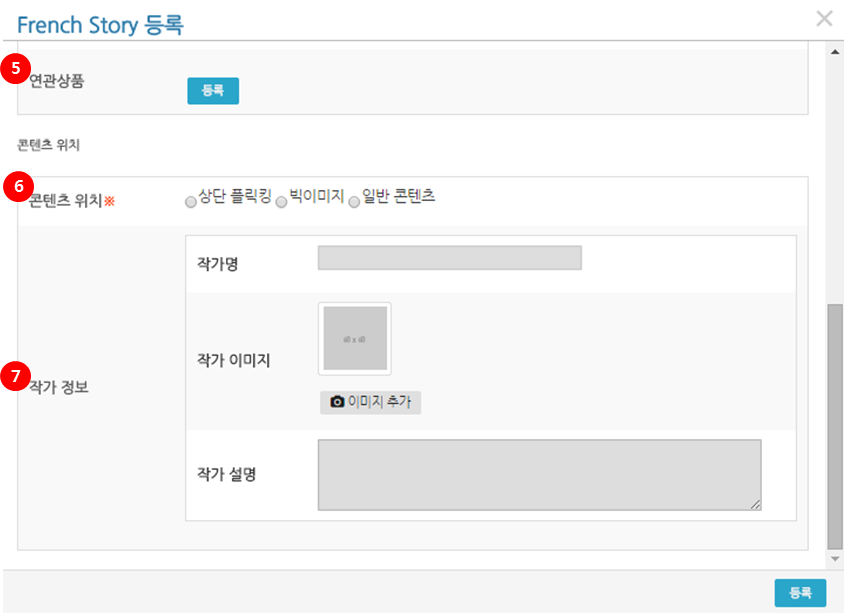 French Story 등록
5
연관상품
등록
콘텐츠 위치
6
콘텐츠 위치※
상단 플릭킹 빅이미지 일반 콘텐츠
작가명
60 x 60
작가 이미지
7
작가 정보
이미지 추가
작가 설명
등록